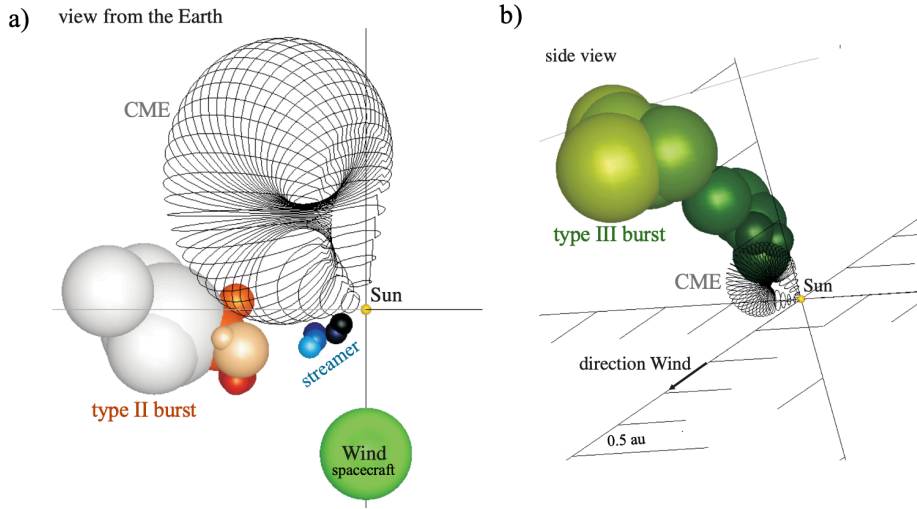 a)
view from the Earth
CME
Sun
streamer
type II burst
Wind
spacecraft
b)
side view
type III burst
CME
Sun
direction Wind
0.5 au